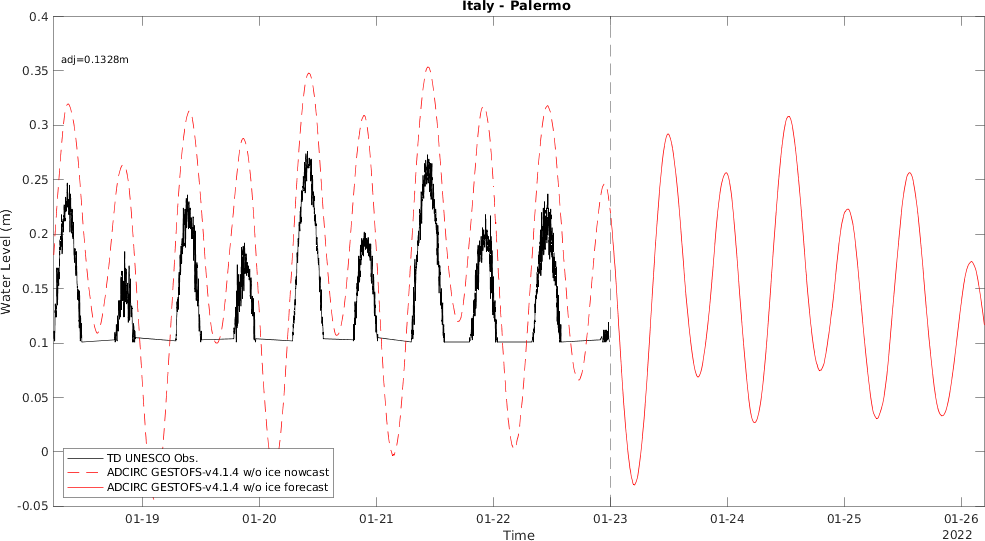 Italy - Palermo
0.4
adj=0.1328m
0.35
0.3
0.25
0.2
0.15
0.1
0.05
0
-0.05
Water Level (m)
TD UNESCO Obs.
ADCIRC GESTOFS-v4.1.4 w/o ice nowcast
ADCIRC GESTOFS-v4.1.4 w/o ice forecast
01-19 01-20 01-21 01-22 01-23 01-24 01-25 01-26
Time 2022